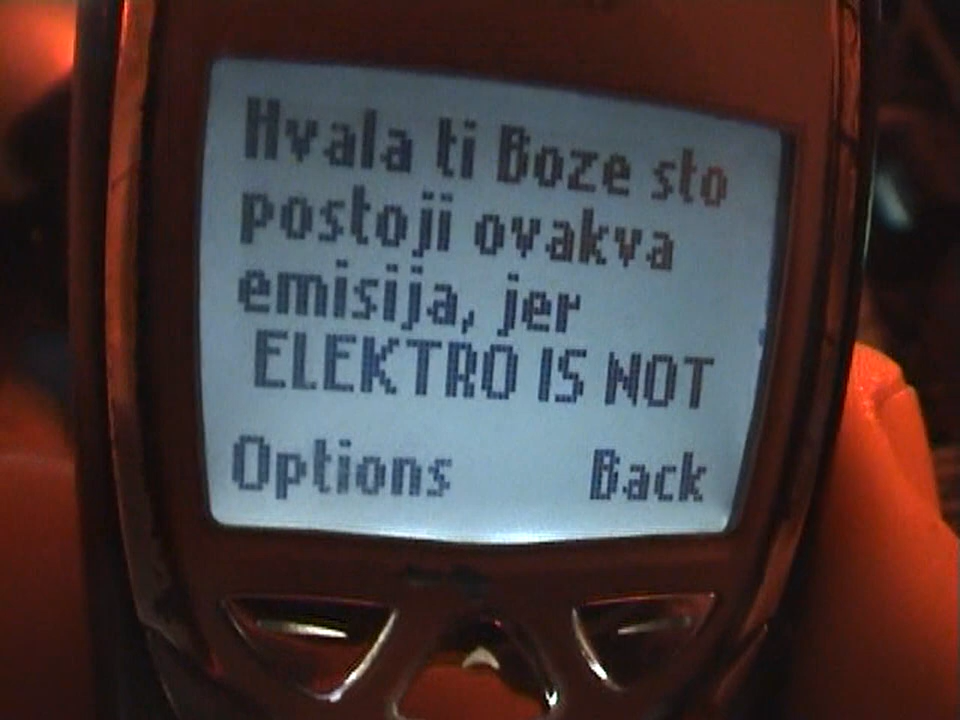 Hvala ti Boze sto
postoji ovakva
emisija, jer
ELEKTRO IS NOT
Options Back